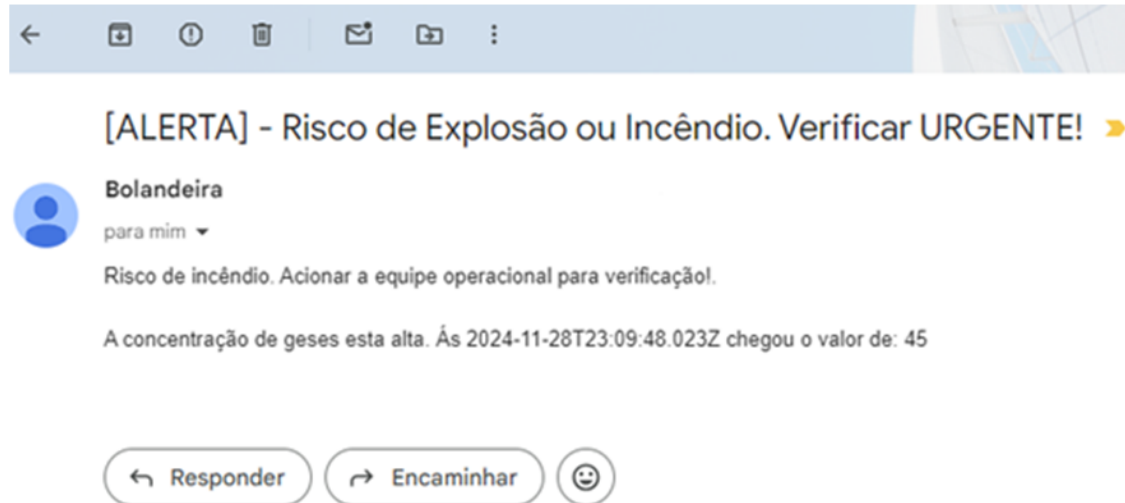 [ALERTA] - Risco de Explosão ou Incêndio. Verificar URGENTE!
Bolandeira
para mim
Risco de incêndio. Acionar a equipe operacional para verificação!.
A concentração de geses esta alta. Ás 2024-11-28T23:09:48.023Z chegou o valor de: 45
Responder
Encaminhar